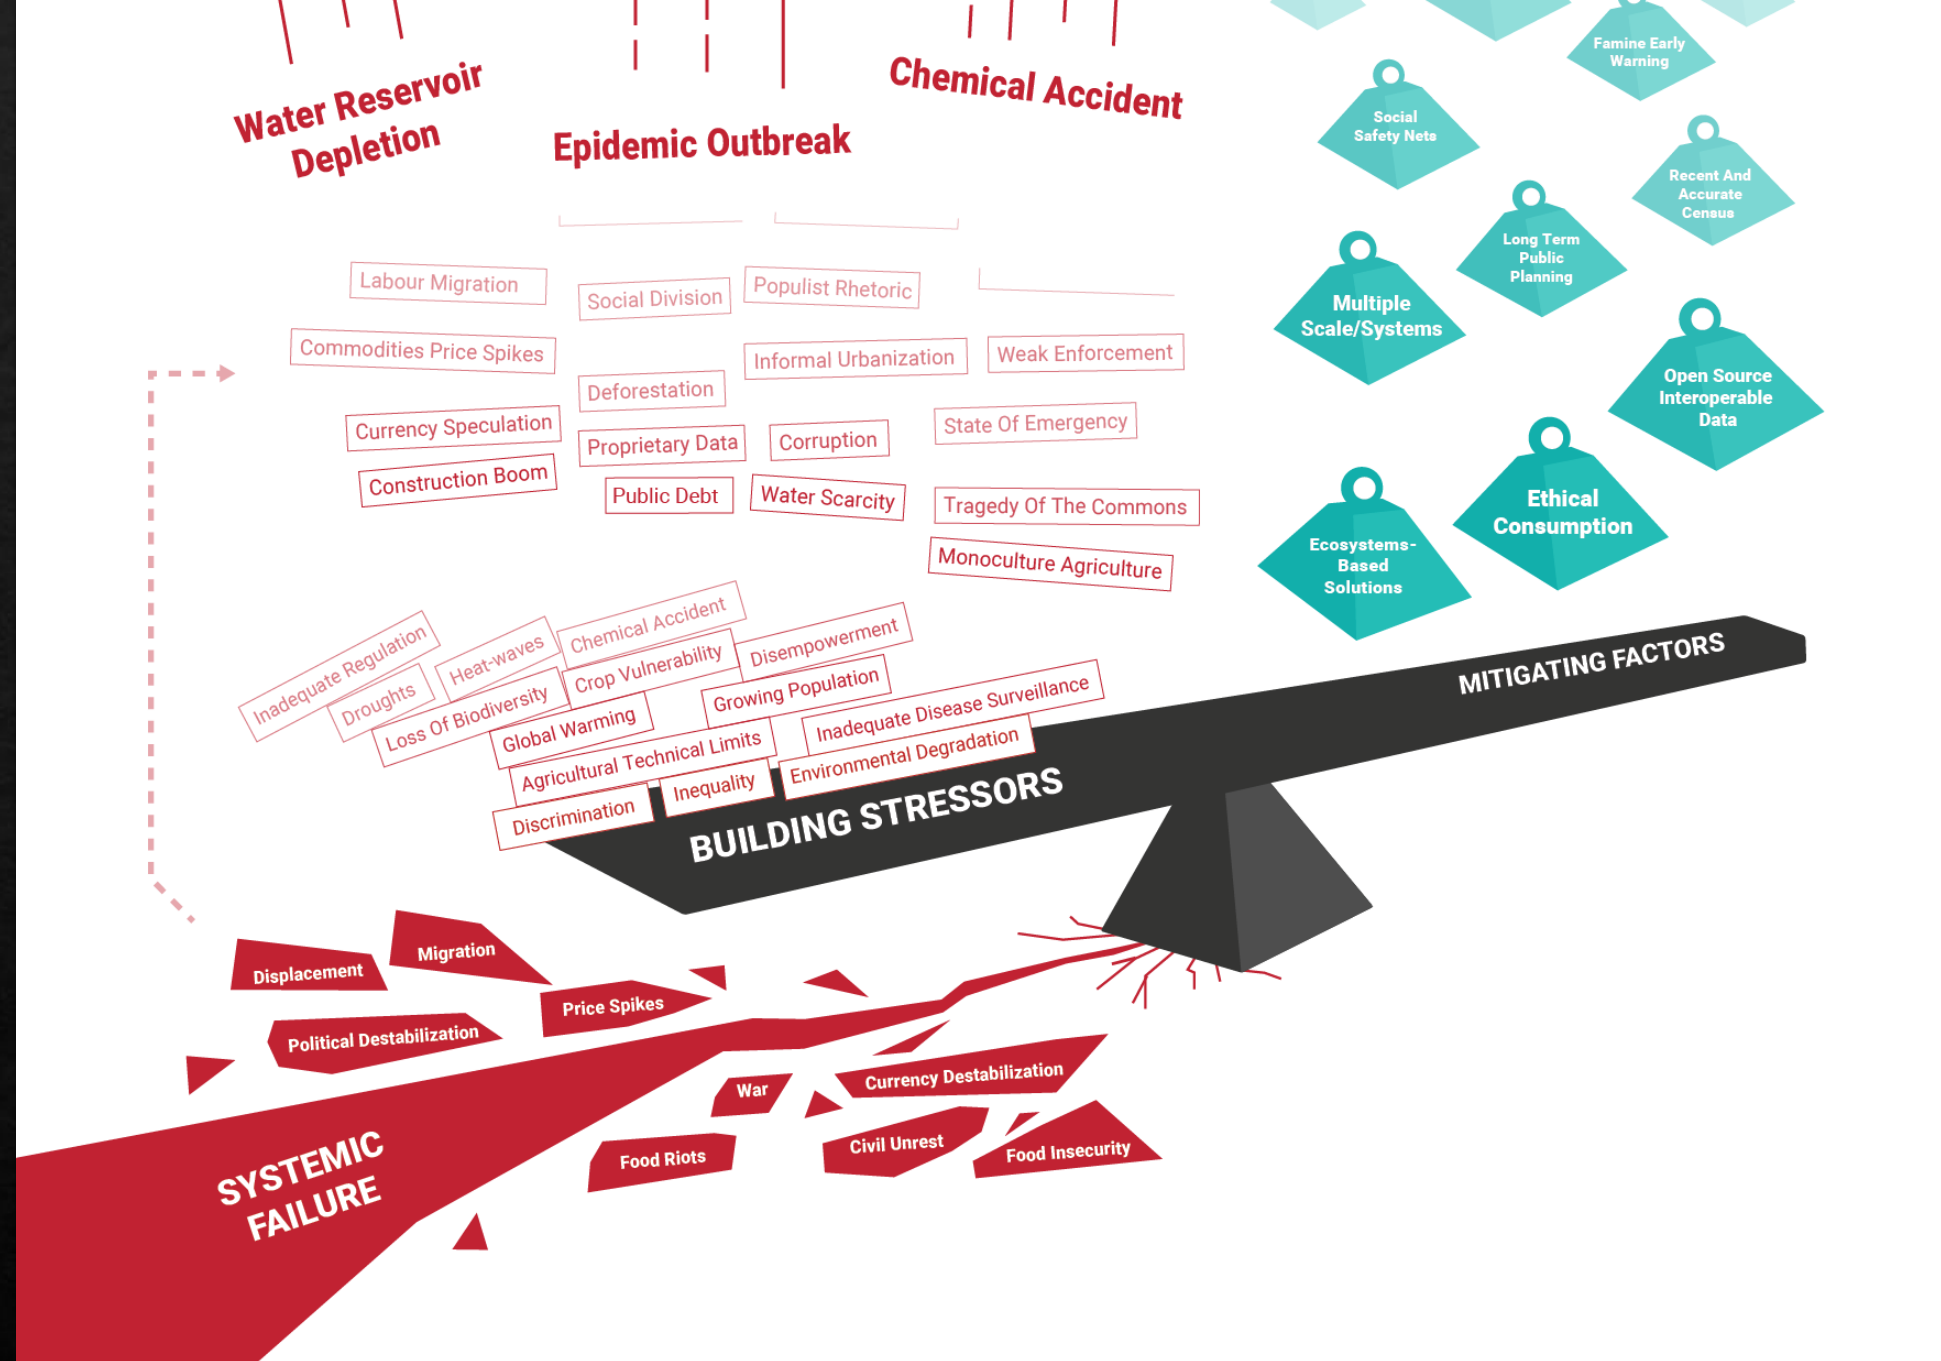 Water Reservoir
Depletion
Epidemic Outbreak
Chemical Accident
Famine Early
Warning
Social
Safety Nets
Recent And
Accurate
Census
Long Term
Public
Planning
Multiple
Scale/Systems
Open Source
Interoperable
Data
Ethical
Consumption
Ecosystems-
Based
Solutions
Labour Migration
Social Division
Populist Rhetoric
Commodities Price Spikes
Informal Urbanization
Weak Enforcement
Deforestation
Currency Speculation
Proprietary Data
Corruption
State Of Emergency
Construction Boom
Public Debt
Water Scarcity
Tragedy Of The Commons
Monoculture Agriculture
Inadequate Regulation
Droughts
Heat-waves
Chemical Accident
Disempowerment
Loss Of Biodiversity
Crop Vulnerability
Growing Population
Global Warming
Inadequate Disease Surveillance
Agricultural Technical Limits
Environmental Degradation
Discrimination
Inequality
BUILDING STRESSORS
MITIGATING FACTORS
Displacement
Migration
Price Spikes
Political Destabilization
War
Currency Destabilization
Food Riots
Civil Unrest
Food Insecurity
SYSTEMIC
FAILURE